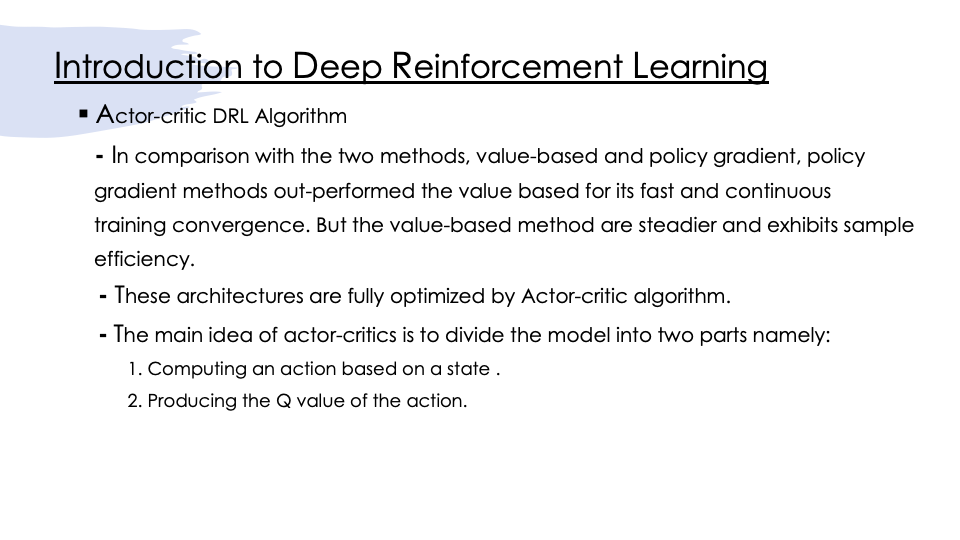 Introduction to Deep Reinforcement Learning
▪ Actor-critic DRL Algorithm
- In comparison with the two methods, value-based and policy gradient, policy
gradient methods out-performed the value based for its fast and continuous
training convergence. But the value-based method are steadier and exhibits sample
efficiency.
- These architectures are fully optimized by Actor-critic algorithm.
- The main idea of actor-critics is to divide the model into two parts namely:
1. Computing an action based on a state .
2. Producing the Q value of the action.